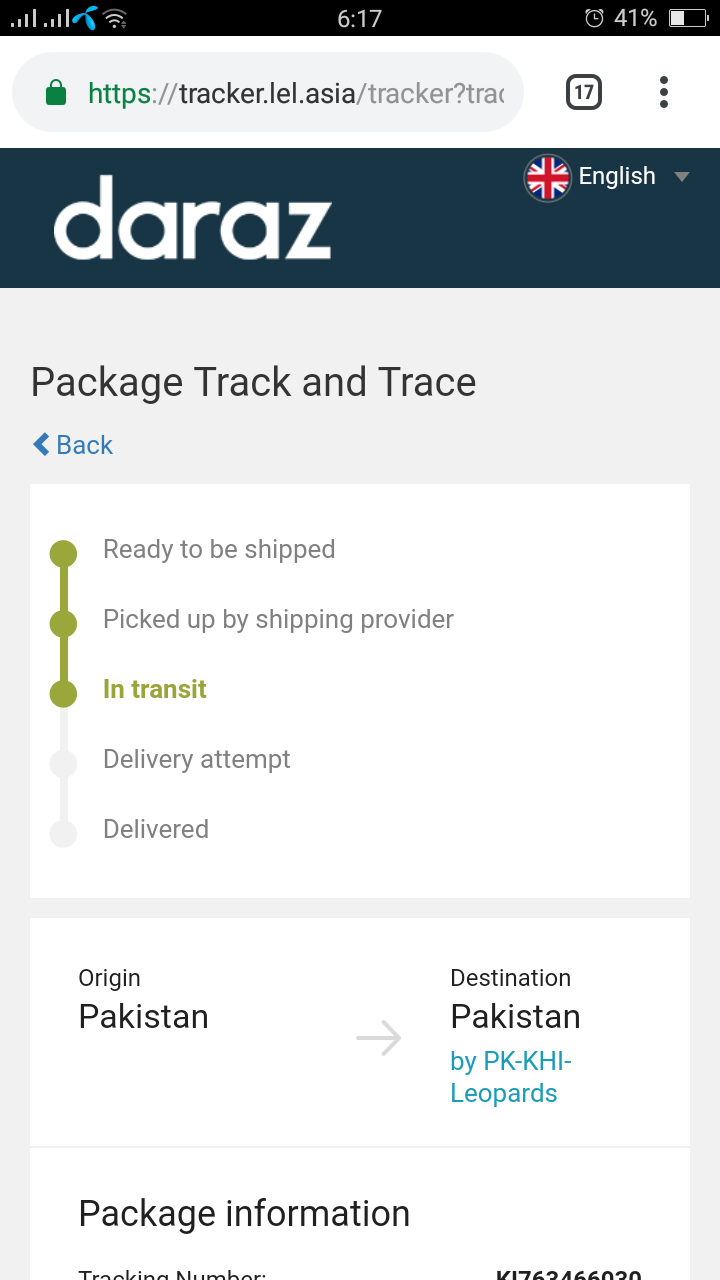 6:17
41%
https://tracker.lel.asia/tracker?trac
17
daraz
English
Package Track and Trace
Back
Ready to be shipped
Picked up by shipping provider
In transit
Delivery attempt
Delivered
Origin
Pakistan
Destination
Pakistan
by PK-KHI-
Leopards
Package information
Tracking Number: KI763466030